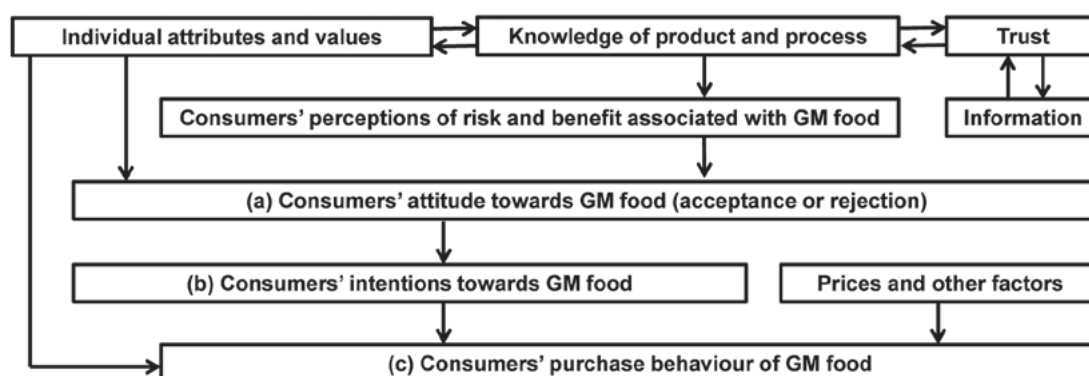 Individual attributes and values
Knowledge of product and process
Trust
Consumers' perceptions of risk and benefit associated with GM food
Information
(a) Consumers' attitude towards GM food (acceptance or rejection)
(b) Consumers' intentions towards GM food
Prices and other factors
(c) Consumers' purchase behaviour of GM food